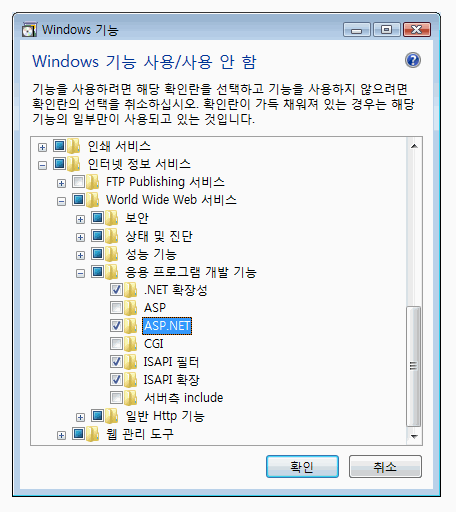 Windows 기능
Windows 기능 사용/사용 안 함
기능을 사용하려면 해당 확인란을 선택하고 기능을 사용하지 않으려면
확인란의 선택을 취소하십시오. 확인란이 가득 채워져 있는 경우는 해당
기능의 일부만이 사용되고 있는 것입니다.
인쇄 서비스
인터넷 정보 서비스
FTP Publishing 서비스
World Wide Web 서비스
보안
상태 및 진단
성능 기능
응용 프로그램 개발 기능
.NET 확장성
ASP
ASP.NET
CGI
ISAPI 필터
ISAPI 확장
서버측 include
일반 Http 기능
웹 관리 도구
확인
취소